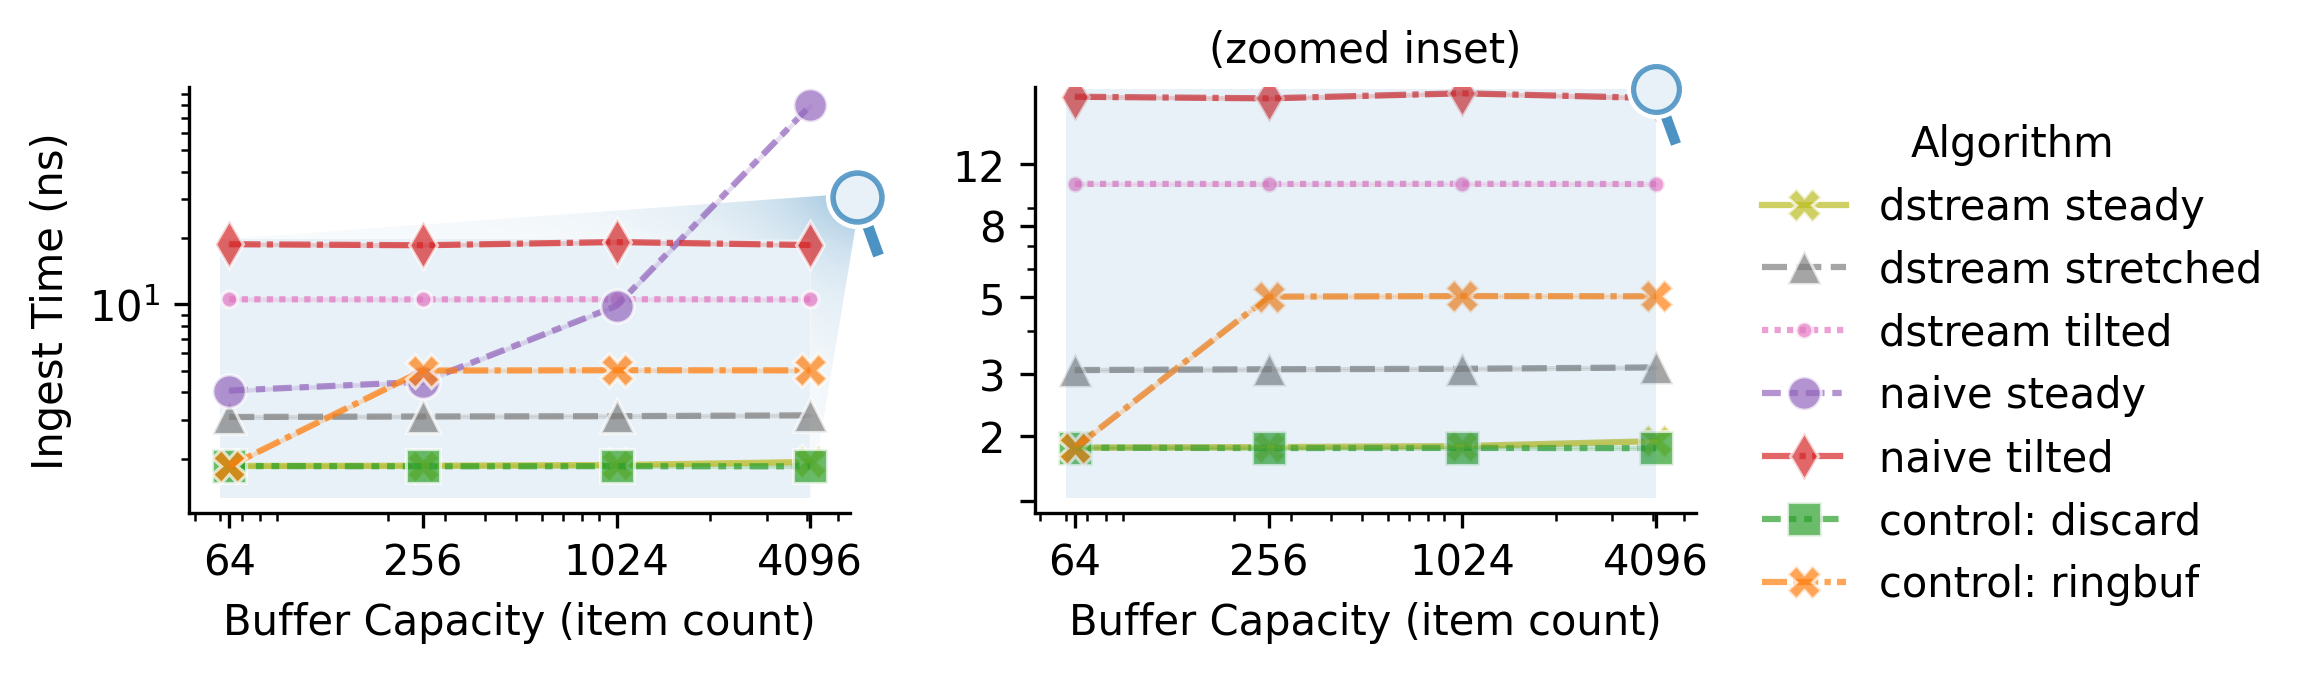 (zoomed inset)
Ingest Time (ns)
10¹
64 256 1024 4096
Buffer Capacity (item count)
12
8
5
3
2
64 256 1024 4096
Buffer Capacity (item count)
Algorithm
dstream steady
dstream stretched
dstream tilted
naive steady
naive tilted
control: discard
control: ringbuf